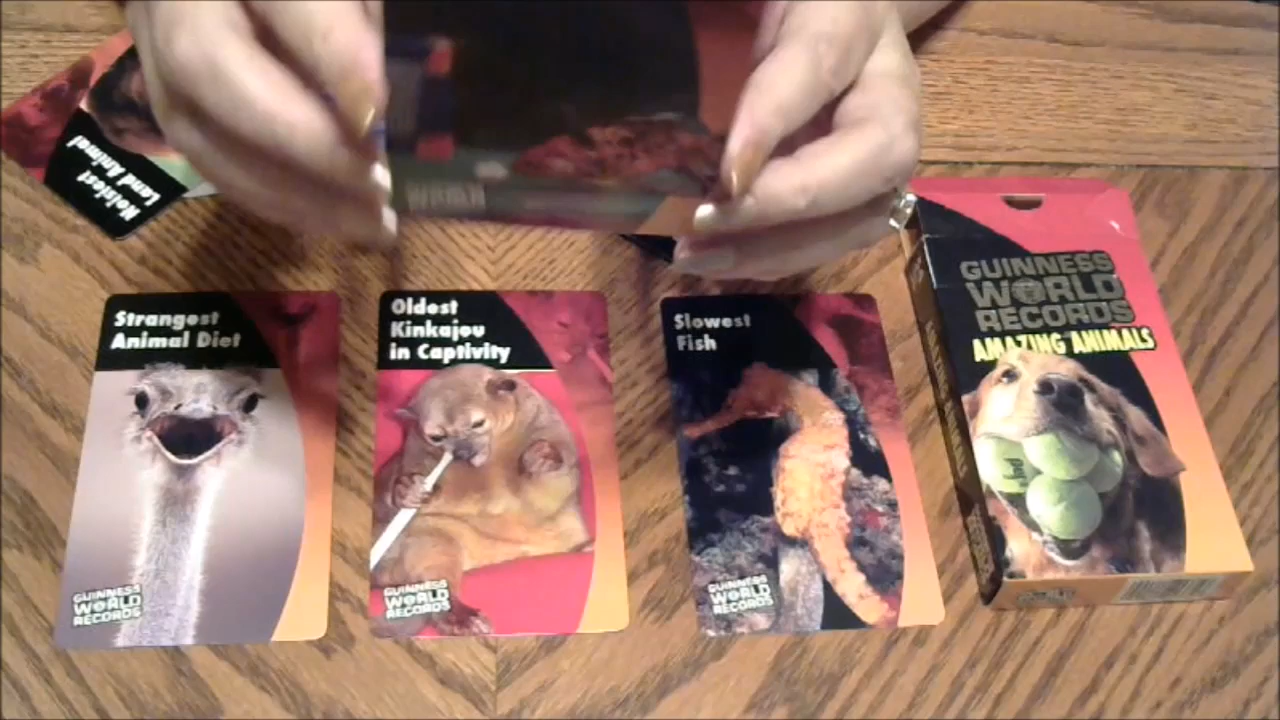 Noisiest
Land Animal
Strangest
Animal Diet
GUINNESS
WORLD
RECORDS
Oldest
Kinkajou
in Captivity
GUINNESS
WORLD
RECORDS
Slowest
Fish
GUINNESS
WORLD
RECORDS
GUINNESS
WORLD
RECORDS
AMAZING ANIMALS